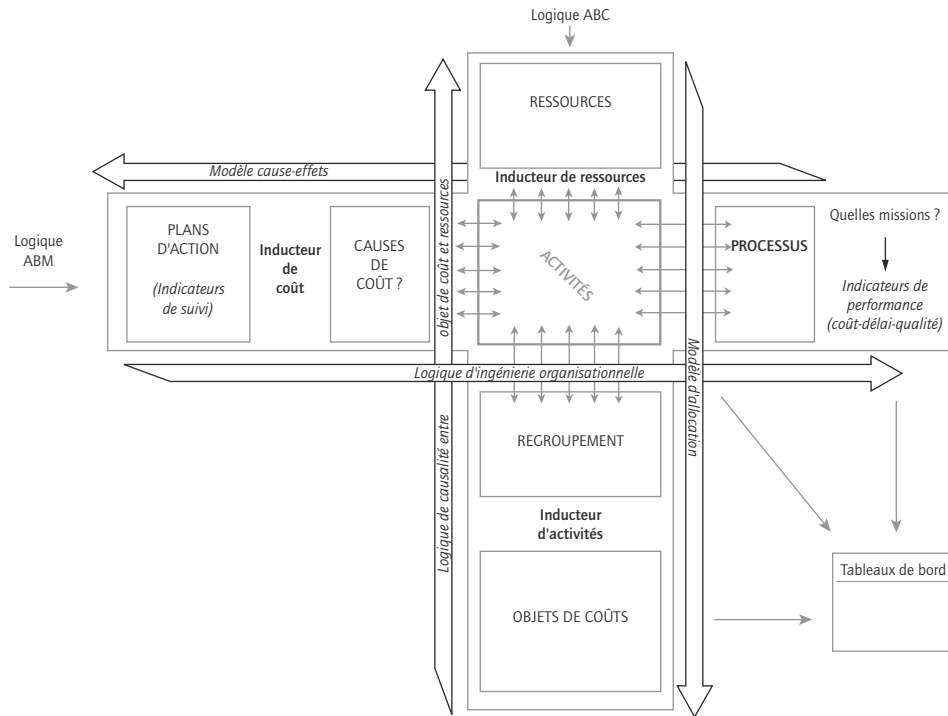 Logique ABC
RESSOURCES
Modèle cause-effets
Inducteur de ressources
Logique
ABM
PLANS
D'ACTION
(Indicateurs
de suivi)
Inducteur
de
coût
CAUSES
DE
COÛT ?
Logique de causalité entre
objet de coût et ressources
ACTIVITÉS
PROCESSUS
Quelles missions ?
Indicateurs de
performance
(coût-délai-qualité)
Modèle d'allocation
Logique d'ingénierie organisationnelle
REGROUPEMENT
Inducteur
d'activités
OBJETS DE COÛTS
Tableaux de bord